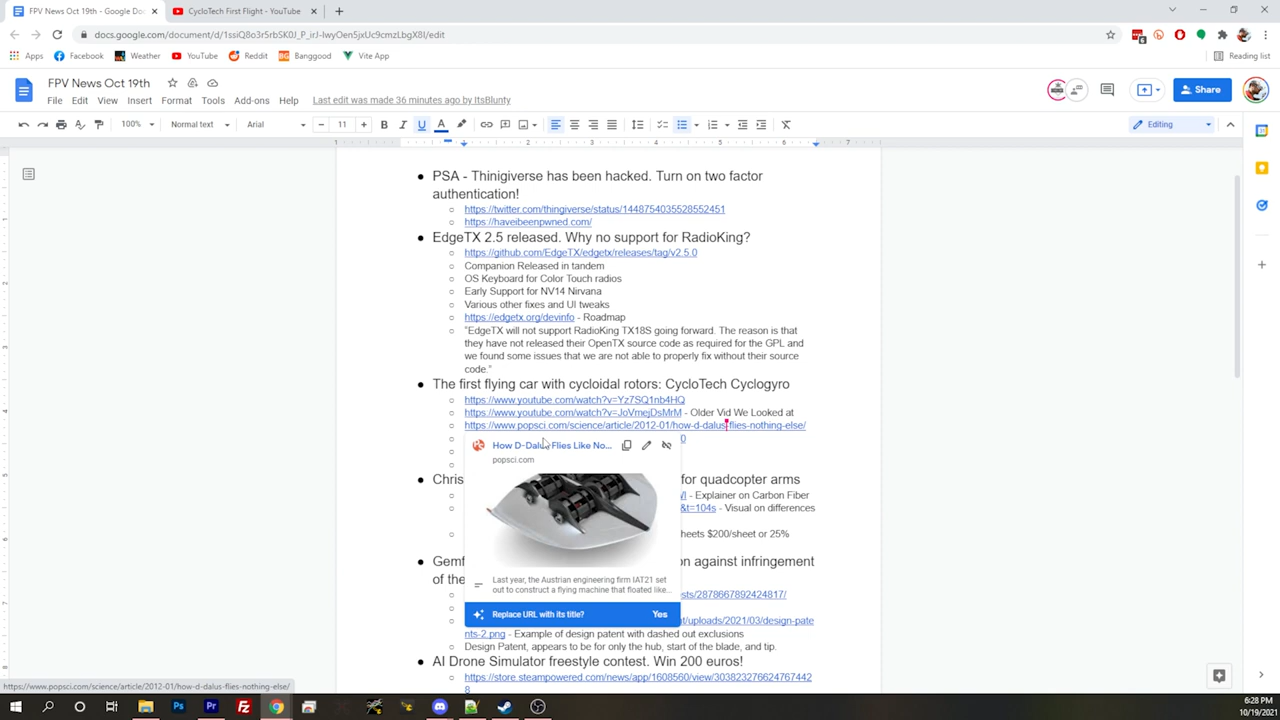 FPV News Oct 19th - Google Doc
CycloTech First Flight - YouTube
docs.google.com/document/d/1ssiQ8o3r5rbSK0J_P_irJ-IwyOen5jxUc9cmzLbgX8I/edit
Apps
Facebook
Weather
YouTube
Reddit
Banggood
Vite App
Reading list
FPV News Oct 19th
File Edit View Insert Format Tools Add-ons Help
Last edit was made 36 minutes ago by ItsBlunty
Share
100% Normal text Arial 11
Editing
1 1 2 3 4 5 6 7
• PSA - Thinigiverse has been hacked. Turn on two factor
authentication!
https://twitter.com/thingiverse/status/1448754035528552451
https://haveibeenpwned.com/
• EdgeTX 2.5 released. Why no support for RadioKing?
https://github.com/EdgeTX/edgetx/releases/tag/v2.5.0
Companion Released in tandem
OS Keyboard for Color Touch radios
Early Support for NV14 Nirvana
Various other fixes and UI tweaks
https://edgetx.org/devinfo - Roadmap
"EdgeTX will not support RadioKing TX18S going forward. The reason is that
they have not released their OpenTX source code as required for the GPL and
we found some issues that we are not able to properly fix without their source
code."
• The first flying car with cycloidal rotors: CycloTech Cyclogyro
https://www.youtube.com/watch?v=Yz7SQ1nb4HQ
https://www.youtube.com/watch?v=JoVmejDsMrM - Older Vid We Looked at
https://www.popsci.com/science/article/2012-01/how-d-dalus-flies-nothing-else/
0
How D-Dalus Flies Like No...
popsci.com
Last year, the Austrian engineering firm IAT21 set
out to construct a flying machine that floated like...
Replace URL with its title? Yes
• Chris for quadcopter arms
WI - Explainer on Carbon Fiber
&t=104s - Visual on differences
heets $200/sheet or 25%
• Gemf on against infringement
of the
sts/2878667892424817/
nt/uploads/2021/03/design-pate
nts-2.png - Example of design patent with dashed out exclusions
Design Patent, appears to be for only the hub, start of the blade, and tip.
• AI Drone Simulator freestyle contest. Win 200 euros!
https://store.steampowered.com/news/app/1608560/view/303823276624767442
8
https://www.popsci.com/science/article/2012-01/how-d-dalus-flies-nothing-else/
6:28 PM
10/19/2021